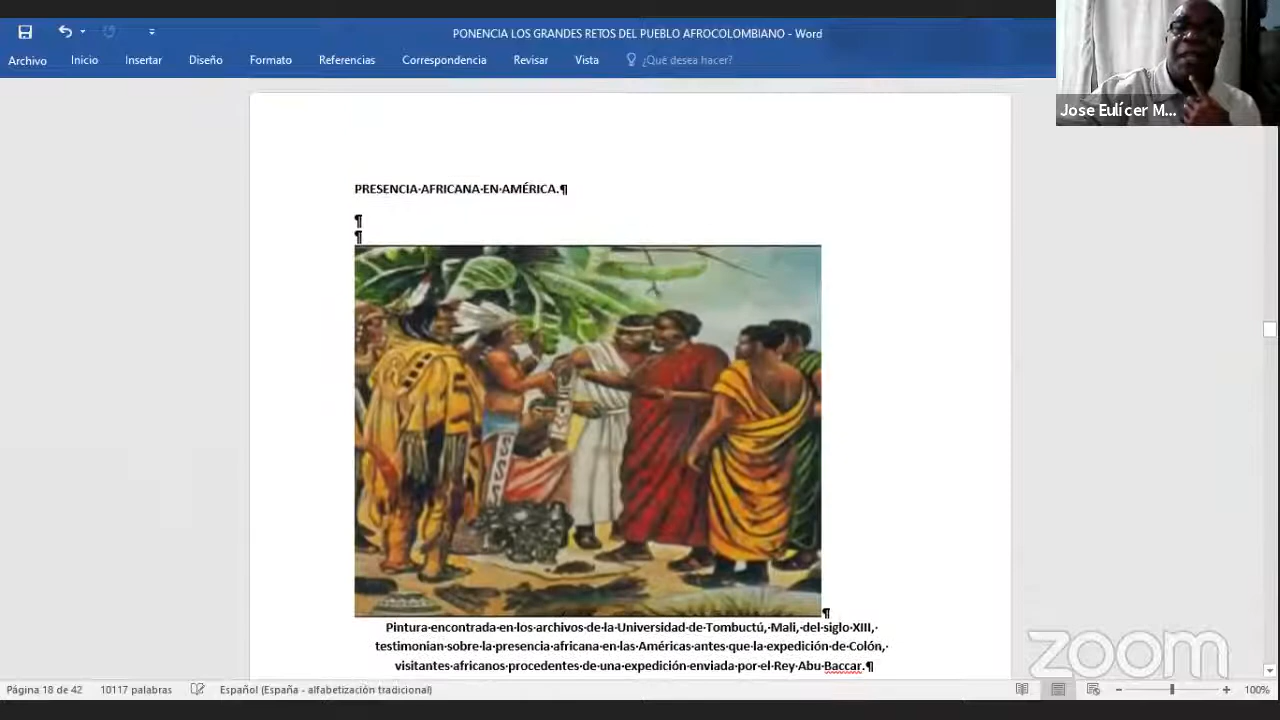 PONENCIA LOS GRANDES RETOS DEL PUEBLO AFROCOLOMBIANO - Word
Archivo Inicio Insertar Diseño Formato Referencias Correspondencia Revisar Vista ¿Qué desea hacer?
Jose Eulícer M...
PRESENCIA·AFRICANA·EN·AMÉRICA.¶
¶
¶
¶
Pintura·encontrada·en·los·archivos·de·la·Universidad·de·Tombuctú,·Mali,·del·siglo·XIII,·
testimonian·sobre·la·presencia·africana·en·las·Américas·antes·que·la·expedición·de·Colón,·
visitantes·africanos·procedentes·de·una·expedición·enviada·por·el·Rey·Abu·Baccar.¶
zoom
Página 18 de 42 10117 palabras Español (España - alfabetización tradicional) 100%